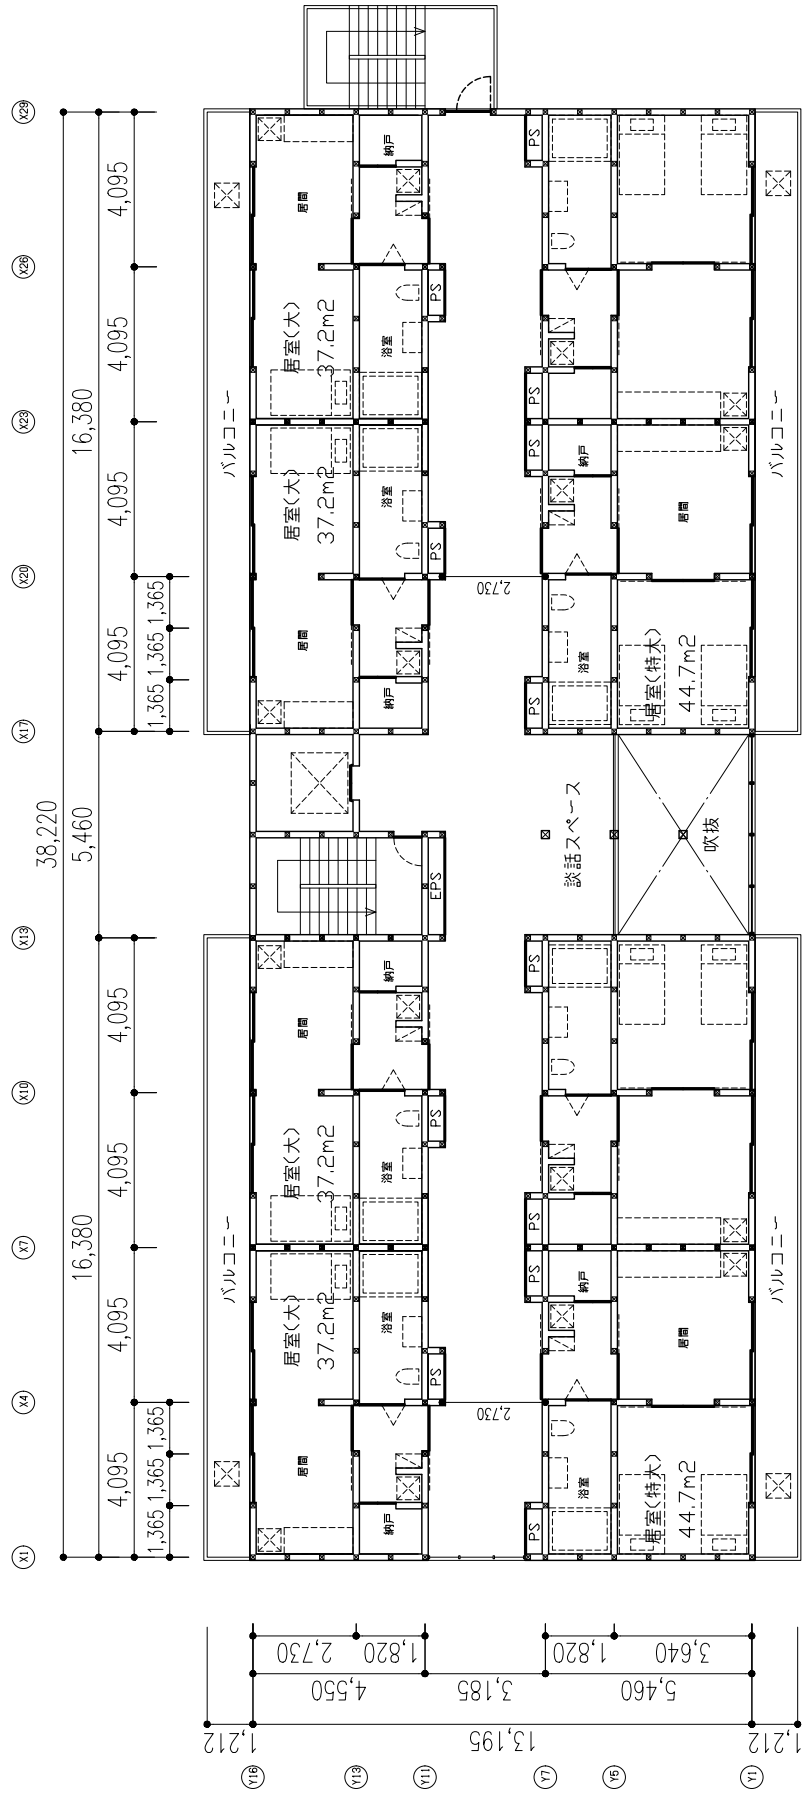 X29
X26
X23
X20
X17
X13
X10
X7
X4
X1
38,220
16,380
5,460
16,380
4,095
4,095
4,095
4,095
1,365
1,365
1,365
4,095
4,095
4,095
4,095
1,365
1,365
1,365
バルコニー
バルコニー
バルコニー
バルコニー
居間
納戸
PS
居室(大)
37.2m2
浴室
PS
PS
居室(大)
37.2m2
浴室
PS
PS
納戸
居間
PS
2,730
居間
納戸
浴室
居室(特大)
44.7m2
PS
談話スペース
吹抜
EPS
居間
納戸
PS
居室(大)
37.2m2
浴室
PS
PS
居室(大)
37.2m2
浴室
PS
PS
納戸
居間
2,730
居間
納戸
浴室
居室(特大)
44.7m2
PS
2,730
1,820
1,820
3,640
4,550
3,185
5,460
1,212
13,195
1,212
Y16
Y13
Y11
Y7
Y5
Y1